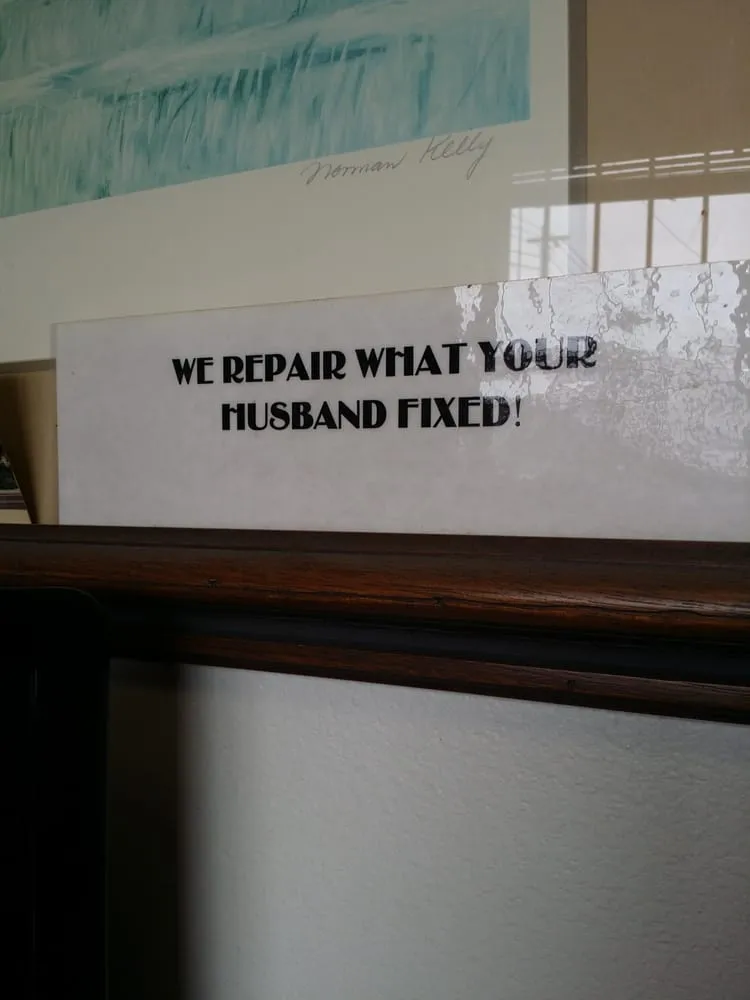 Norman Kelly
WE REPAIR WHAT YOUR
HUSBAND FIXED!